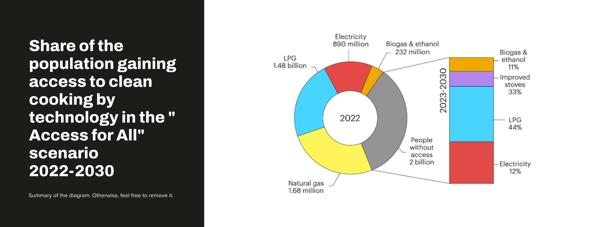 Share of the
population gaining
access to clean
cooking by
technology in the "
Access for All"
scenario
2022-2030
Summary of the diagram. Otherwise, feel free to remove it.
Electricity
890 million
Biogas & ethanol
232 million
LPG
1.48 billion
2022
People
without
access
2 billion
Natural gas
1.68 million
2023-2030
Biogas &
ethanol
11%
Improved
stoves
33%
LPG
44%
Electricity
12%